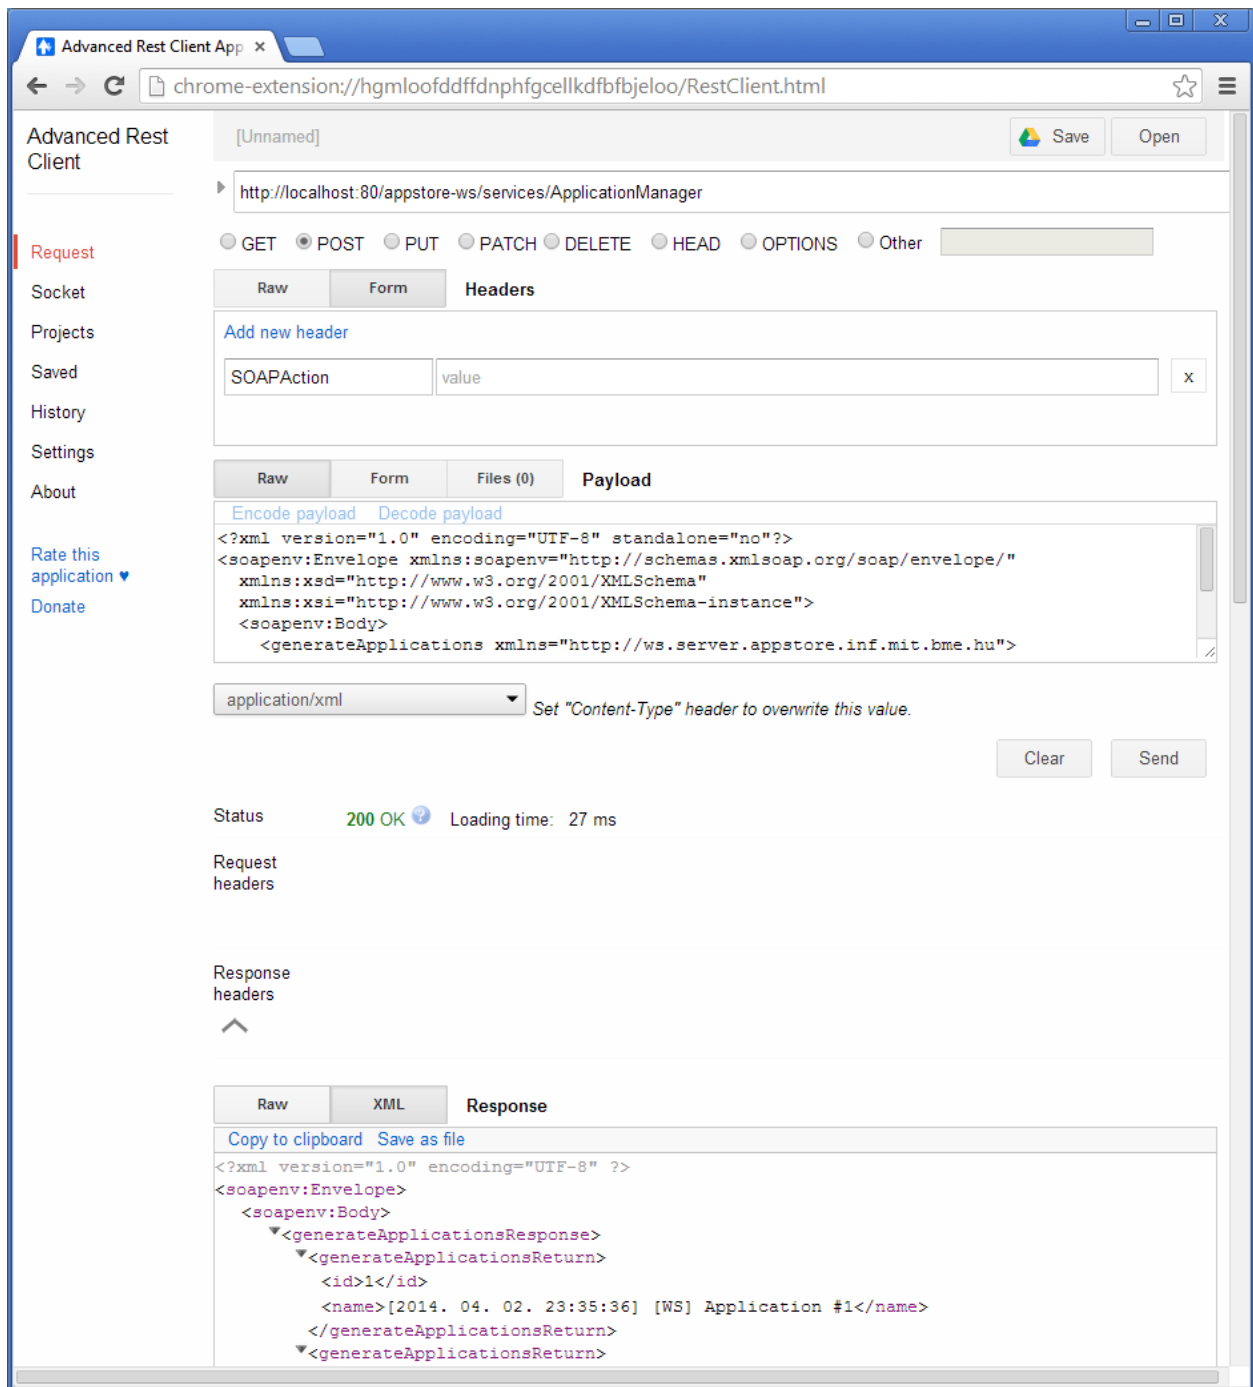 Advanced Rest Client App
chrome-extension://hgmloofddffdnphfgcellkdfbfbjeloo/RestClient.html
Advanced Rest
Client
[Unnamed]
Save
Open
http://localhost:80/appstore-ws/services/ApplicationManager
GET POST PUT PATCH DELETE HEAD OPTIONS Other
Request
Socket
Projects
Saved
History
Settings
About
Rate this
application ♥
Donate
Raw Form Headers
Add new header
SOAPAction value x
Raw Form Files (0) Payload
Encode payload Decode payload
<?xml version="1.0" encoding="UTF-8" standalone="no"?>
<soapenv:Envelope xmlns:soapenv="http://schemas.xmlsoap.org/soap/envelope/"
xmlns:xsd="http://www.w3.org/2001/XMLSchema"
xmlns:xsi="http://www.w3.org/2001/XMLSchema-instance">
<soapenv:Body>
<generateApplications xmlns="http://ws.server.appstore.inf.mit.bme.hu">
application/xml
Set "Content-Type" header to overwrite this value.
Clear Send
Status 200 OK Loading time: 27 ms
Request
headers
Response
headers
Raw XML Response
Copy to clipboard Save as file
<?xml version="1.0" encoding="UTF-8" ?>
<soapenv:Envelope>
<soapenv:Body>
<generateApplicationsResponse>
<generateApplicationsReturn>
<id>1</id>
<name>[2014. 04. 02. 23:35:36] [WS] Application #1</name>
</generateApplicationsReturn>
<generateApplicationsReturn>